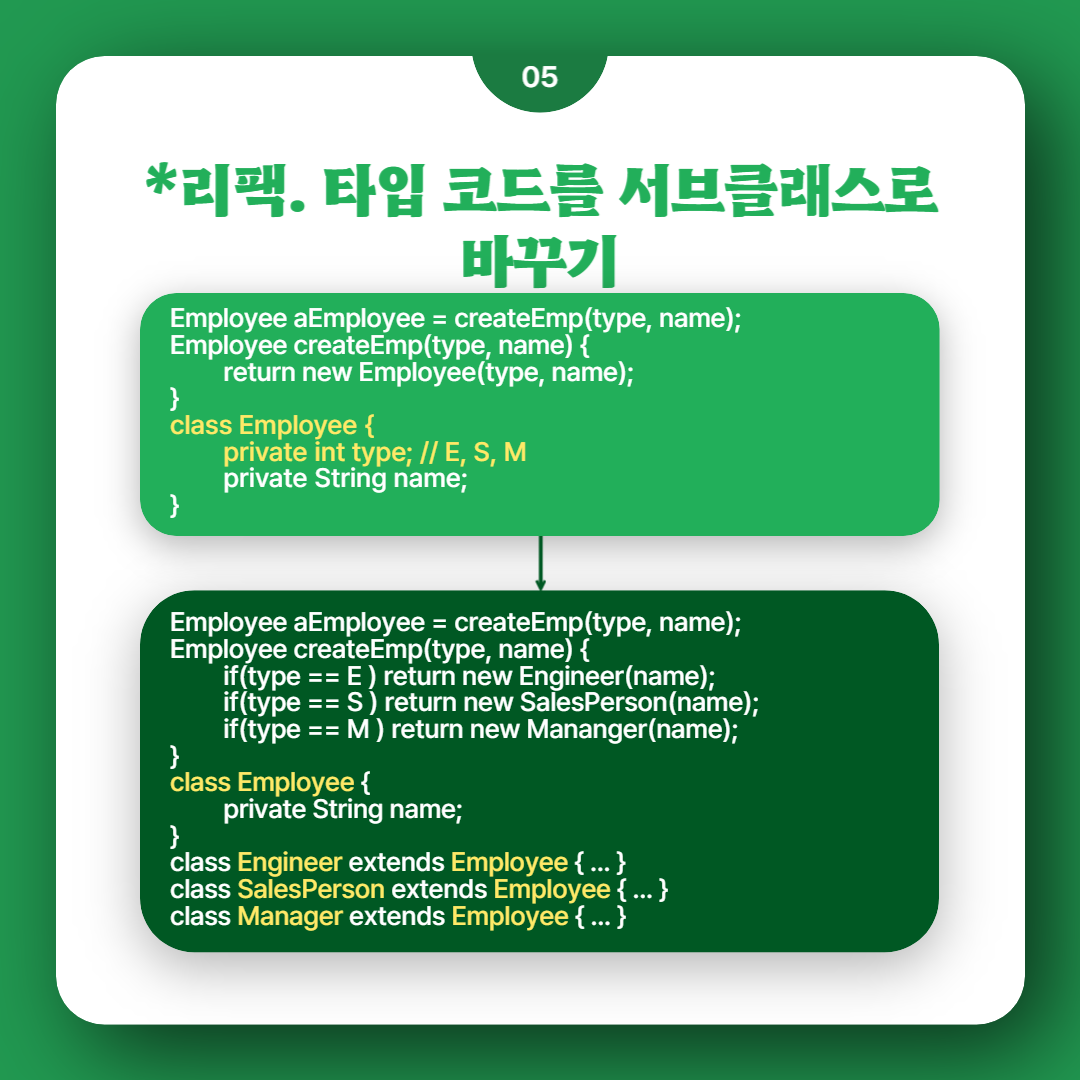 05
*리팩. 타입 코드를 서브클래스로
바꾸기
Employee aEmployee = createEmp(type, name);
Employee createEmp(type, name) {
return new Employee(type, name);
}
class Employee {
private int type; // E, S, M
private String name;
}
Employee aEmployee = createEmp(type, name);
Employee createEmp(type, name) {
if(type == E ) return new Engineer(name);
if(type == S ) return new SalesPerson(name);
if(type == M ) return new Mananger(name);
}
class Employee {
private String name;
}
class Engineer extends Employee { ... }
class SalesPerson extends Employee { ... }
class Manager extends Employee { ... }